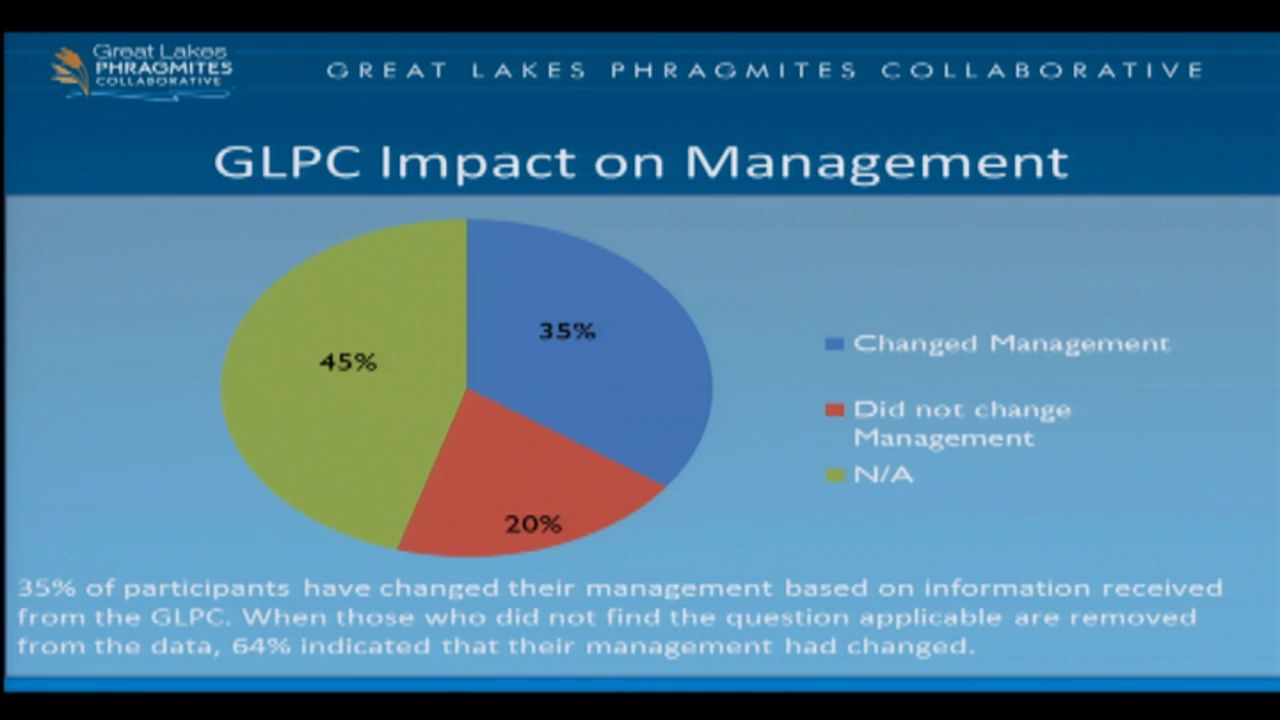 Great Lakes
PHRAGMITES
COLLABORATIVE
GREAT LAKES PHRAGMITES COLLABORATIVE
GLPC Impact on Management
35%
45%
20%
Changed Management
Did not change
Management
N/A
35% of participants have changed their management based on information received
from the GLPC. When those who did not find the question applicable are removed
from the data, 64% indicated that their management had changed.